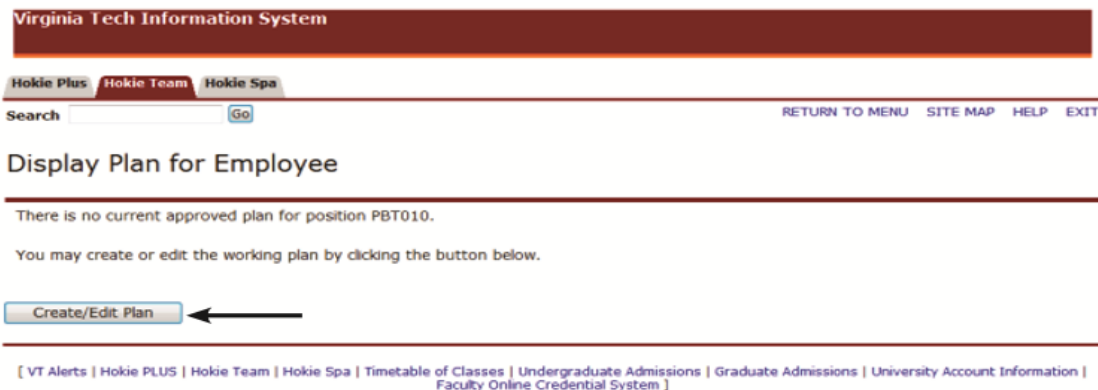 Virginia Tech Information System
Hokie Plus Hokie Team Hokie Spa
Search Go RETURN TO MENU SITE MAP HELP EXIT
Display Plan for Employee
There is no current approved plan for position PBT010.
You may create or edit the working plan by clicking the button below.
Create/Edit Plan
[ VT Alerts | Hokie PLUS | Hokie Team | Hokie Spa | Timetable of Classes | Undergraduate Admissions | Graduate Admissions | University Account Information |
Faculty Online Credential System ]